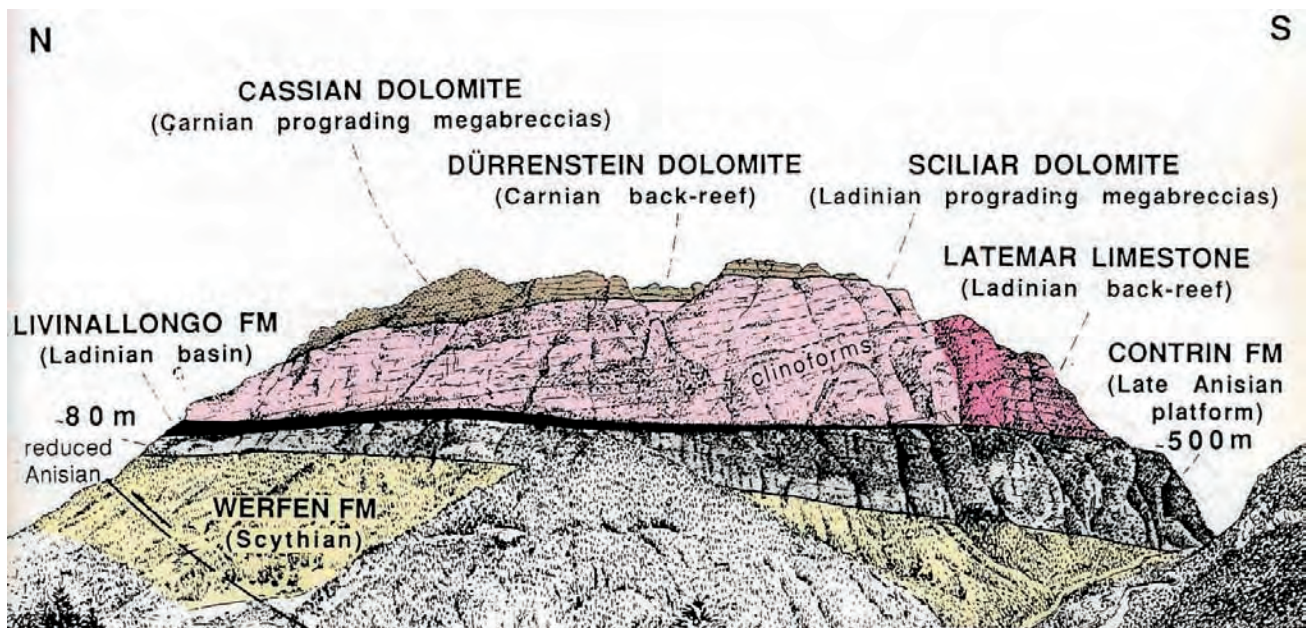 N
S
CASSIAN DOLOMITE
(Carnian prograding megabreccias)
DÜRRENSTEIN DOLOMITE
(Carnian back-reef)
SCILIAR DOLOMITE
(Ladinian prograding megabreccias)
LATEMAR LIMESTONE
(Ladinian back-reef)
LIVINALLONGO FM
(Ladinian basin)
clinoforms
CONTRIN FM
(Late Anisian
platform)
~500m
~80m
reduced
Anisian
WERFEN FM
(Scythian)